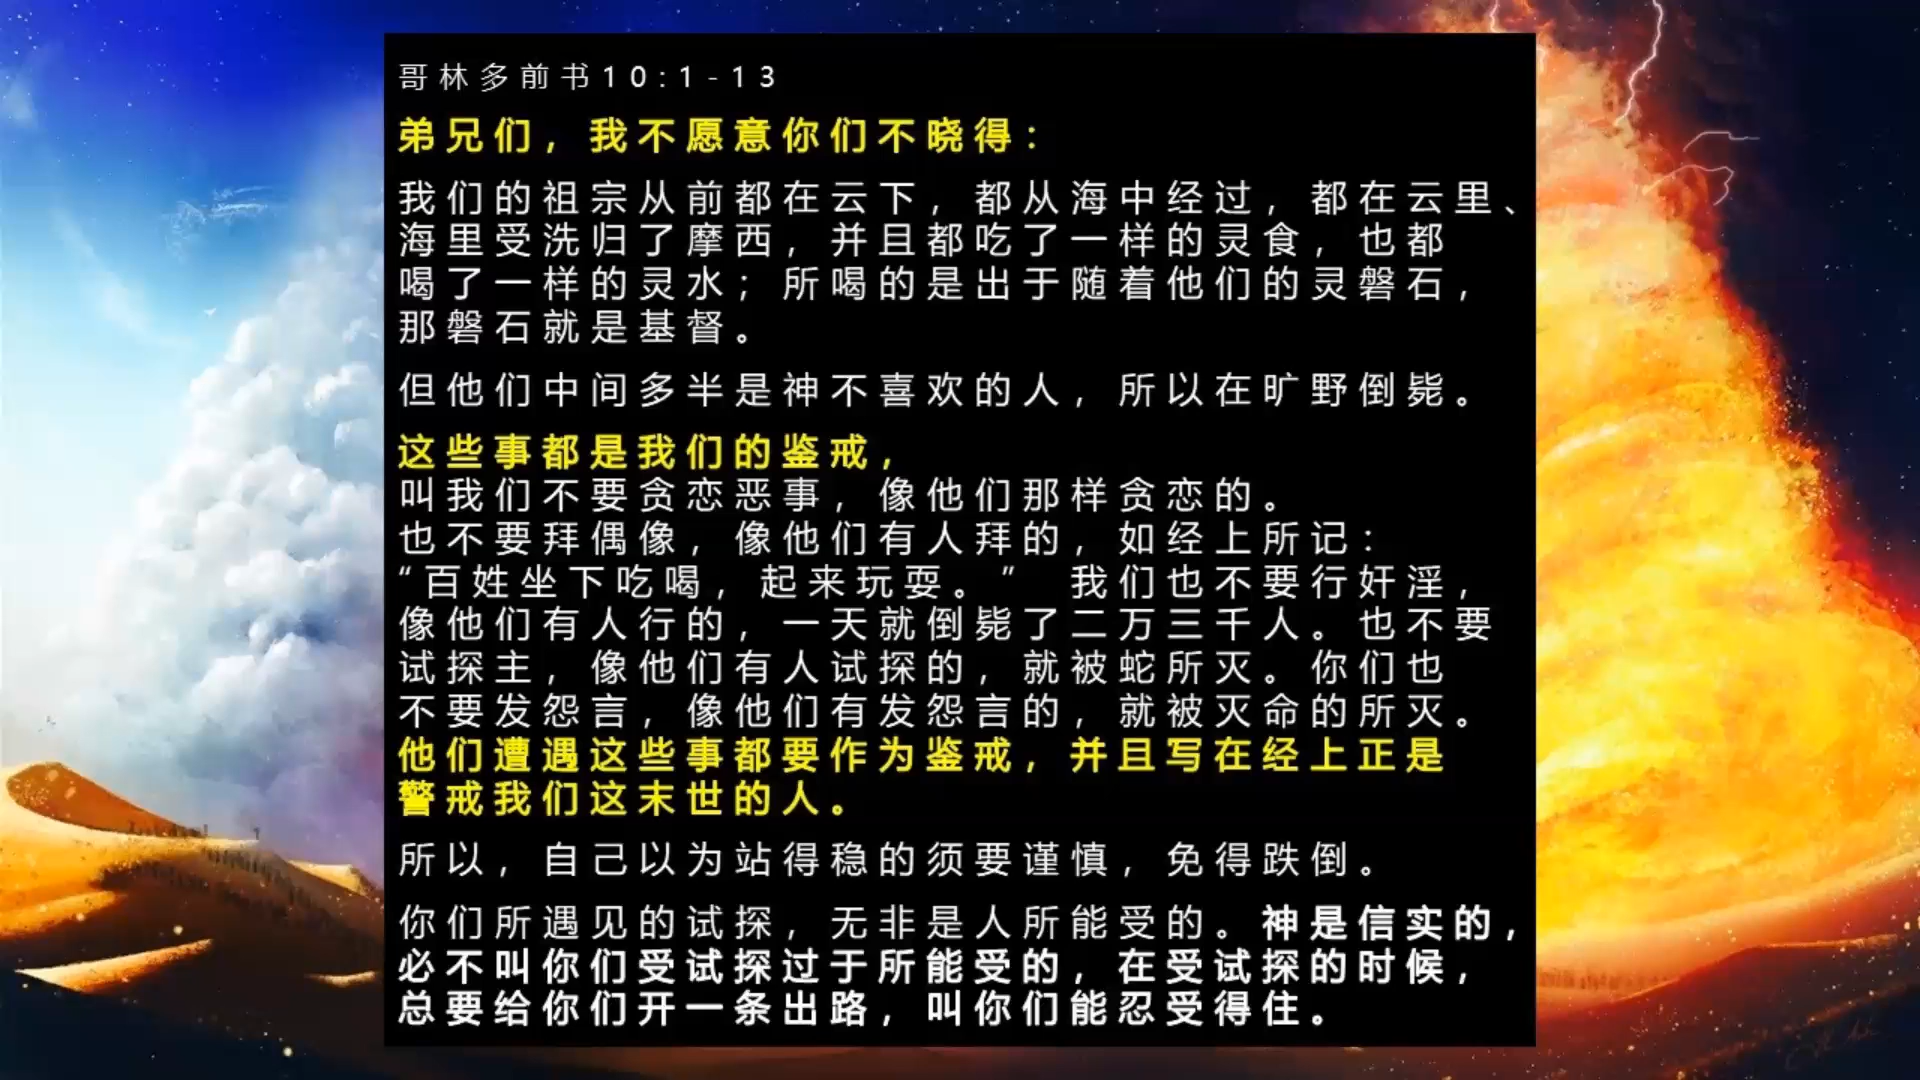 哥林多前书10:1-13
弟兄们，我不愿意你们不晓得：
我们的祖宗从前都在云下，都从海中经过，都在云里、
海里受洗归了摩西，并且都吃了一样的灵食，也都
喝了一样的灵水；所喝的是出于随着他们的灵磐石，
那磐石就是基督。
但他们中间多半是神不喜欢的人，所以在旷野倒毙。
这些事都是我们的鉴戒，
叫我们不要贪恋恶事，像他们那样贪恋的。
也不要拜偶像，像他们有人拜的，如经上所记：
“百姓坐下吃喝，起来玩耍。” 我们也不要行奸淫，
像他们有人行的，一天就倒毙了二万三千人。也不要
试探主，像他们有人试探的，就被蛇所灭。你们也
不要发怨言，像他们有发怨言的，就被灭命的所灭。
他们遭遇这些事都要作为鉴戒，并且写在经上正是
警戒我们这末世的人。
所以，自己以为站得稳的须要谨慎，免得跌倒。
你们所遇见的试探，无非是人所能受的。神是信实的，
必不叫你们受试探过于所能受的，在受试探的时候，
总要给你们开一条出路，叫你们能忍受得住。